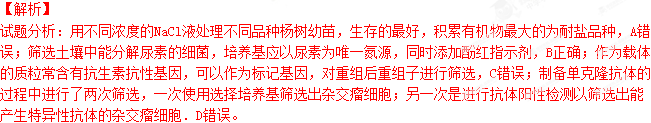 【解析】
试题分析：用不同浓度的NaCl液处理不同品种杨树幼苗，生存的最好，积累有机物最大的为耐盐品种，A错
误；筛选土壤中能分解尿素的细菌，培养基应以尿素为唯一氮源，同时添加酚红指示剂，B正确；作为载体
的质粒常含有抗生素抗性基因，可以作为标记基因，对重组后重组子进行筛选，C错误；制备单克隆抗体的
过程中进行了两次筛选，一次使用选择培养基筛选出杂交瘤细胞；另一次是进行抗体阳性检测以筛选出能
产生特异性抗体的杂交瘤细胞．D错误。